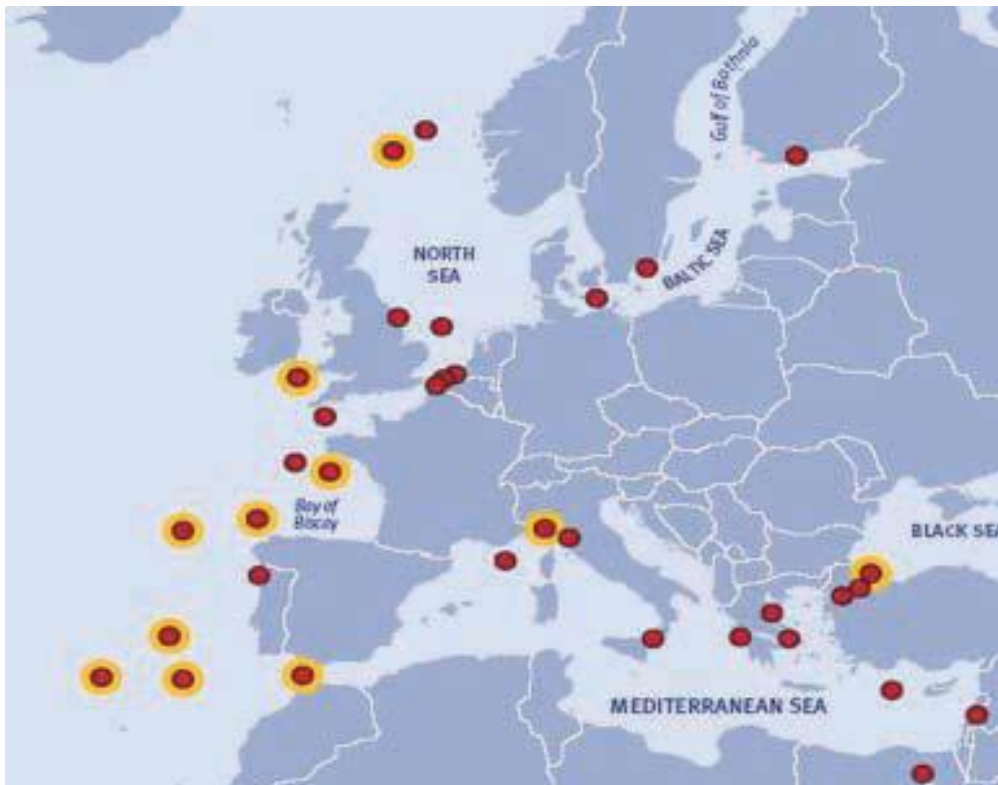 Gulf of Bothnia
NORTH
SEA
BALTIC SEA
Bay of
Biscay
BLACK SEA
MEDITERRANEAN SEA